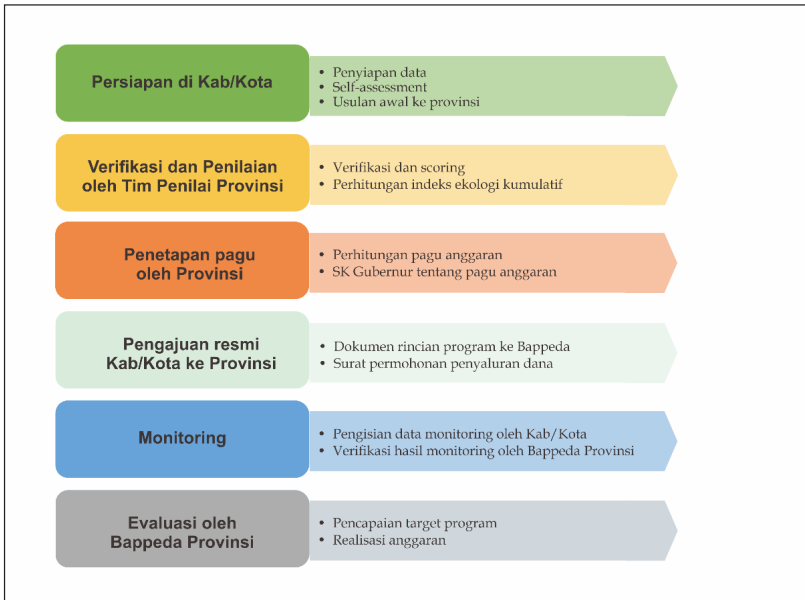 Persiapan di Kab/Kota
• Penyiapan data
• Self-assessment
• Usulan awal ke provinsi
Verifikasi dan Penilaian
oleh Tim Penilai Provinsi
• Verifikasi dan scoring
• Perhitungan indeks ekologi kumulatif
Penetapan pagu
oleh Provinsi
• Perhitungan pagu anggaran
• SK Gubernur tentang pagu anggaran
Pengajuan resmi
Kab/Kota ke Provinsi
• Dokumen rincian program ke Bappeda
• Surat permohonan penyaluran dana
Monitoring
• Pengisian data monitoring oleh Kab/Kota
• Verifikasi hasil monitoring oleh Bappeda Provinsi
Evaluasi oleh
Bappeda Provinsi
• Pencapaian target program
• Realisasi anggaran